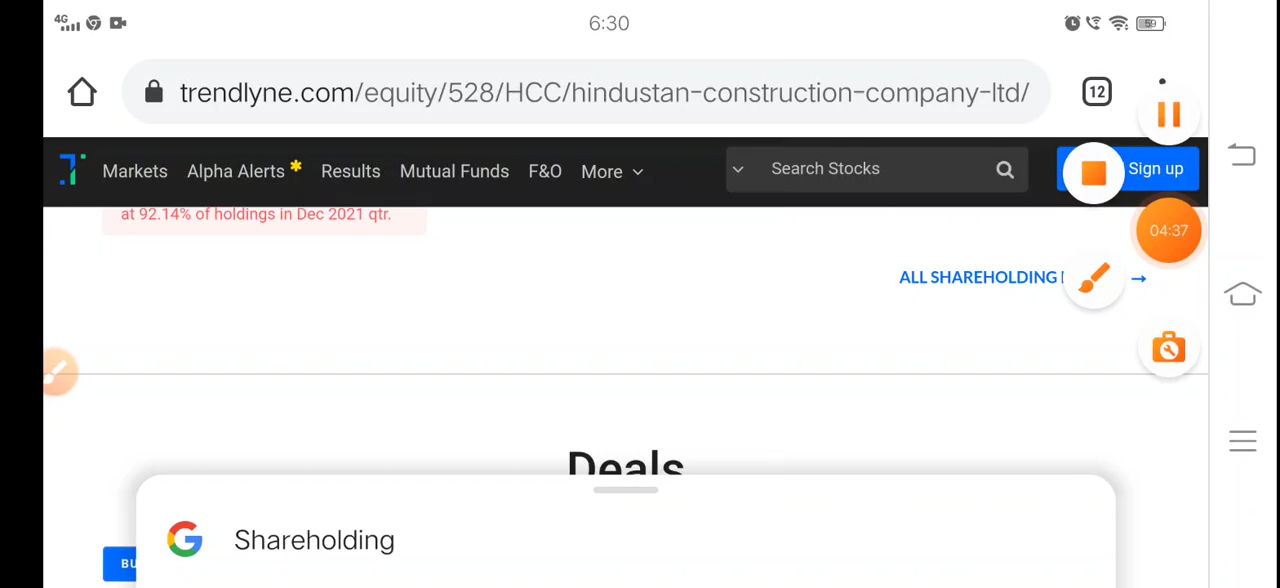 4G 6:30 59
trendlyne.com/equity/528/HCC/hindustan-construction-company-ltd/ 12
Markets Alpha Alerts Results Mutual Funds F&O More Search Stocks Sign up
at 92.14% of holdings in Dec 2021 qtr.
04:37
ALL SHAREHOLDING
Deals
Shareholding
BU